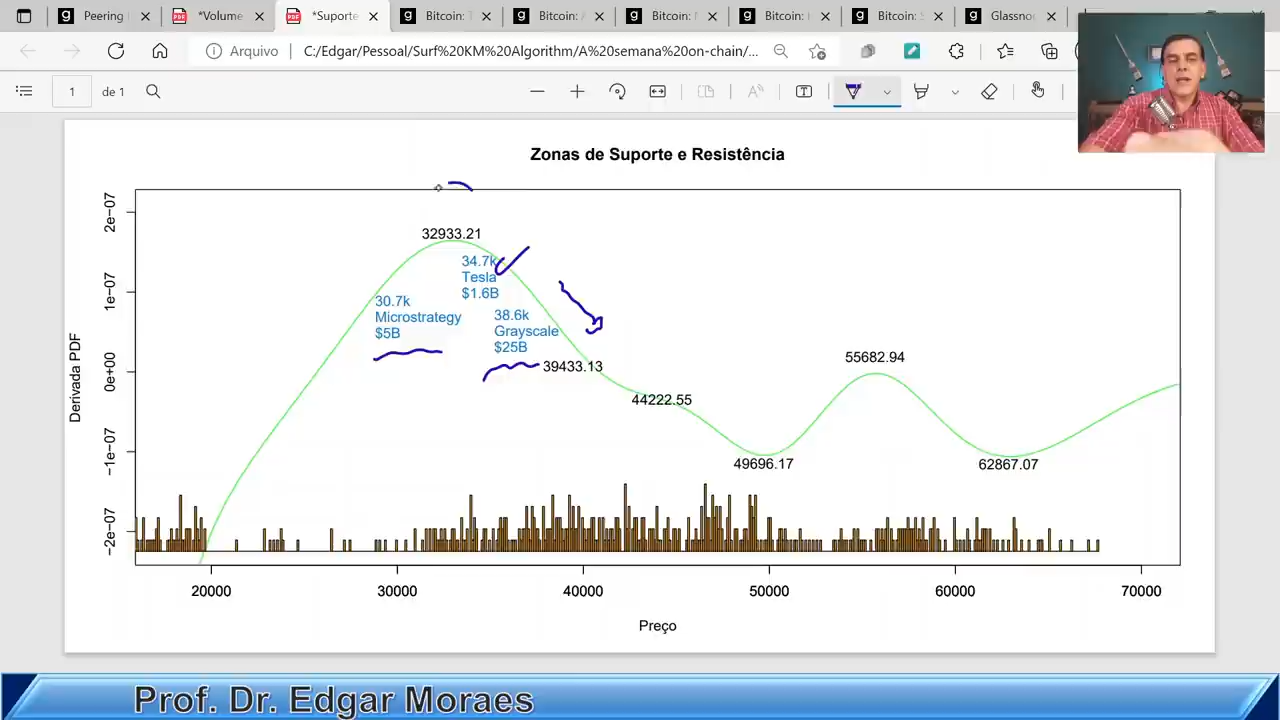 Peering I
*Volume
*Suporte
Bitcoin: T
Bitcoin: A
Bitcoin:
Bitcoin:
Bitcoin:
Glassno
Arquivo
C:/Edgar/Pessoal/Surf%20KM%20Algorithm/A%20semana%20on-chain/...
1
de 1
Zonas de Suporte e Resistência
32933.21
34.7k
Tesla
$1.6B
30.7k
Microstrategy
$5B
38.6k
Grayscale
$25B
39433.13
44222.55
49696.17
55682.94
62867.07
Derivada PDF
2e-07
1e-07
0e+00
−1e-07
−2e-07
20000
30000
40000
50000
60000
70000
Preço
Prof. Dr. Edgar Moraes